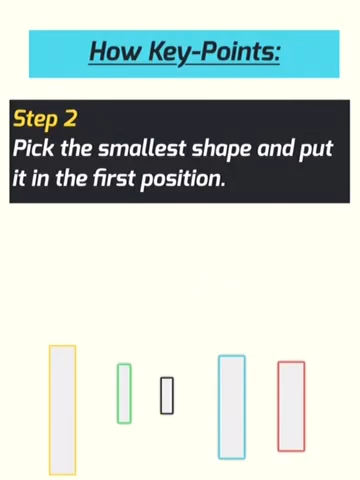 How Key-Points:
Step 2
Pick the smallest shape and put
it in the first position.